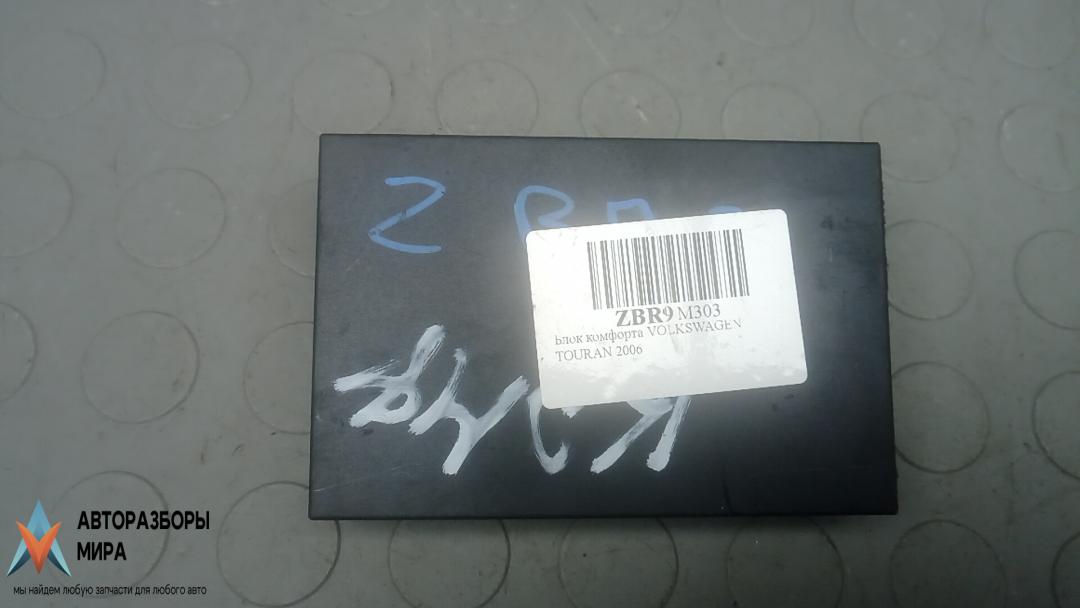 Z
ZBR9 M303
Блок комфорта VOLKSWAGEN
TOURAN 2006
АВТОРАЗБОРЫ
МИРА
мы найдем любую запчасти для любого авто